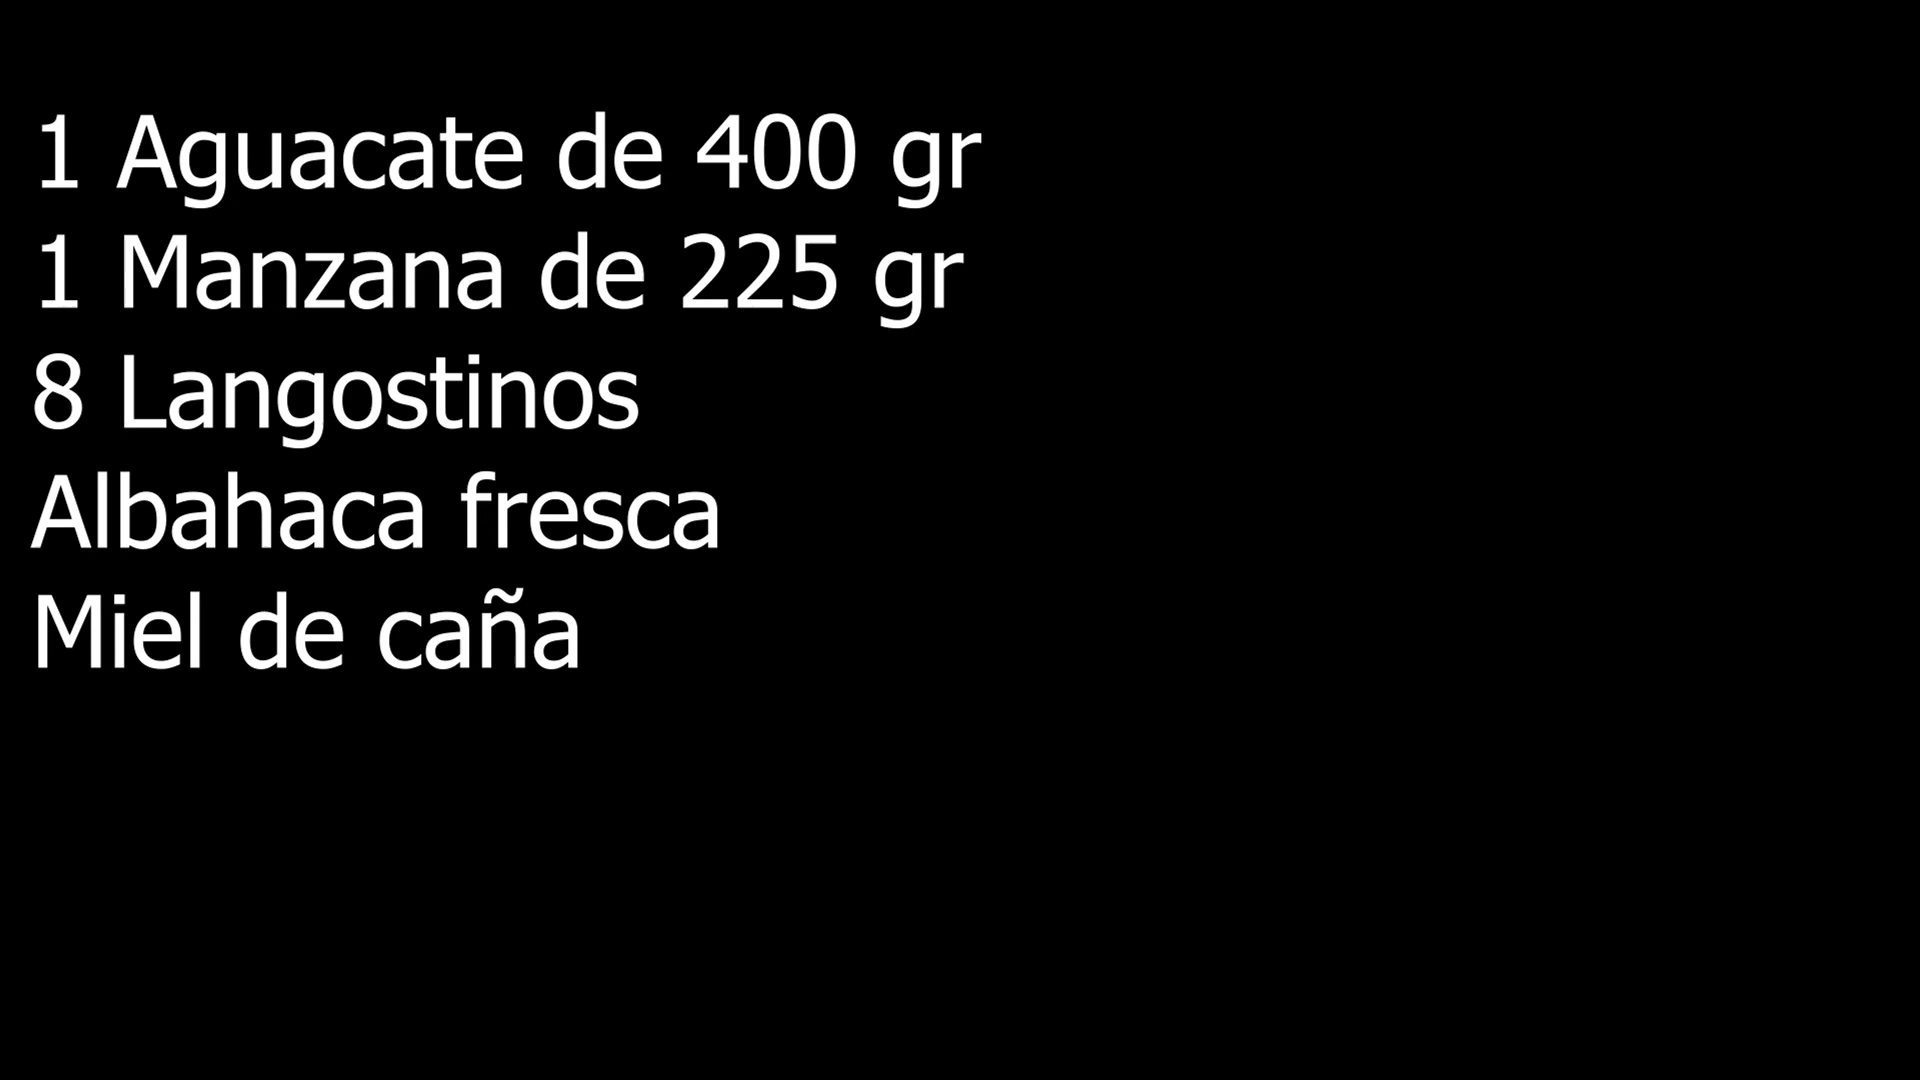 1 Aguacate de 400 gr
1 Manzana de 225 gr
8 Langostinos
Albahaca fresca
Miel de caña